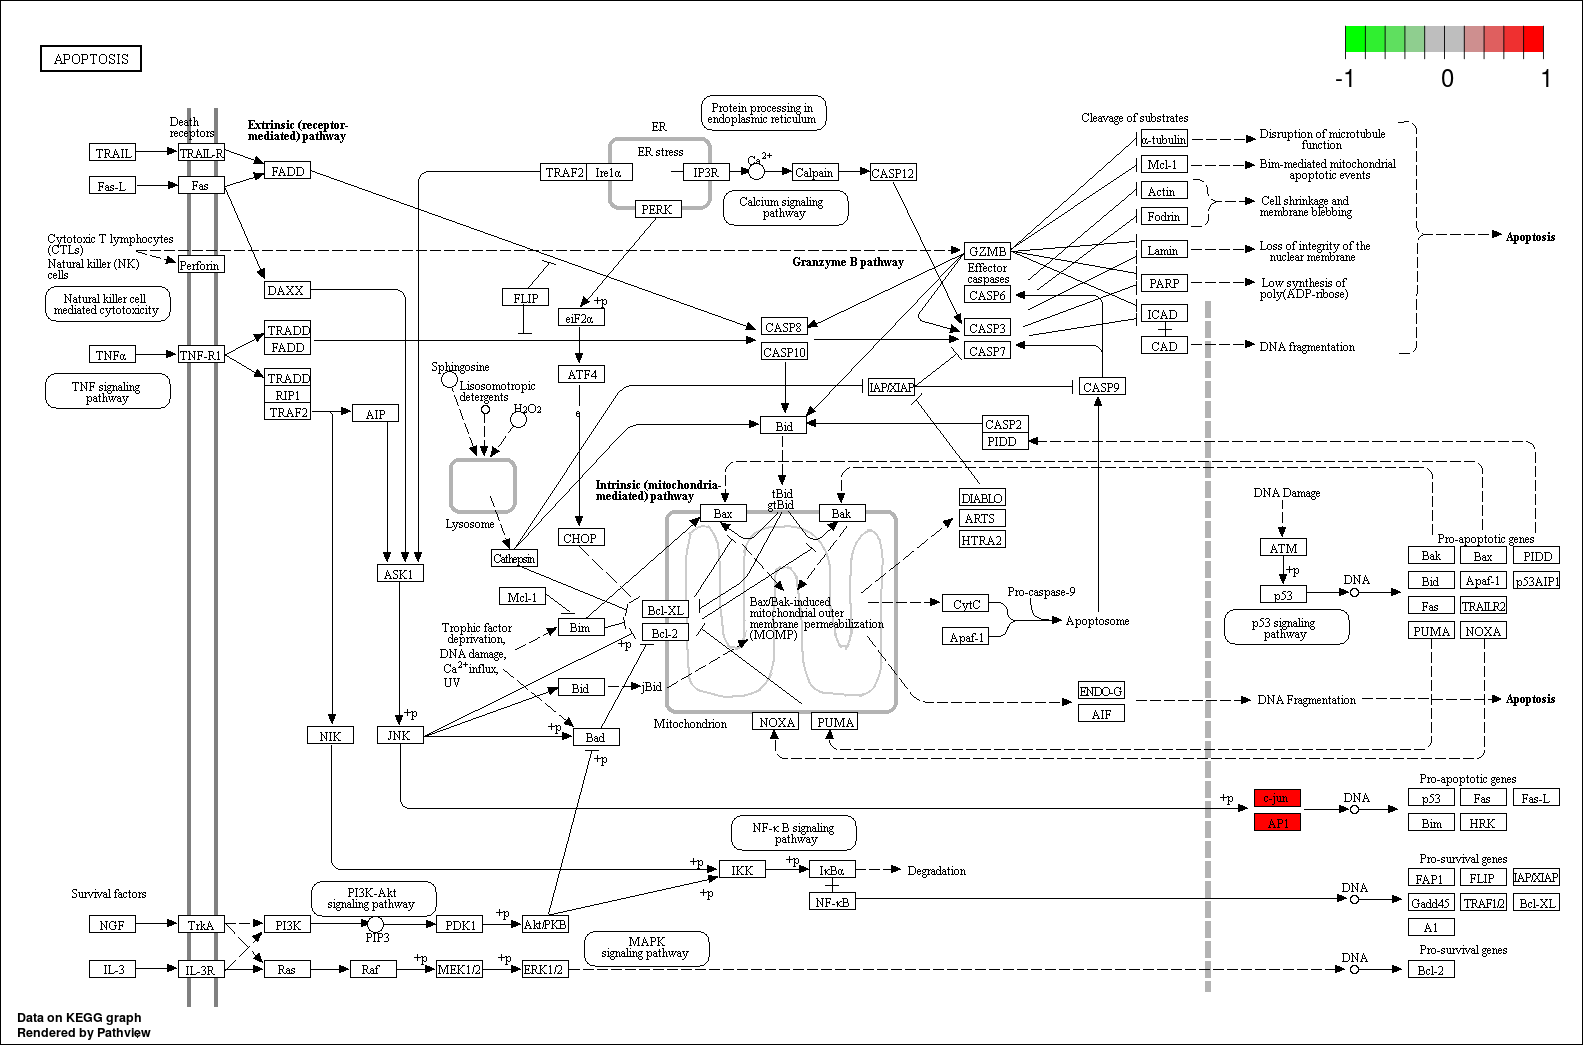 APOPTOSIS
-1
0
1
Death
receptors
Extrinsic (receptor-
mediated) pathway
TRAIL
TRAIL-R
Fas-L
Fas
FADD
Cytotoxic T lymphocytes
(CTLs)
Natural killer (NK)
cells
Perforin
DAXX
Natural killer cell
mediated cytotoxicity
TNFα
TNF-R1
TRADD
FADD
TRADD
RIP1
TRAF2
AIP
TNF signaling
pathway
ER
ER stress
TRAF2
Ire1α
IP3R
PERK
Protein processing in
endoplasmic reticulum
Ca2+
Calpain
CASP12
Calcium signaling
pathway
FLIP
+p
eiF2α
ATF4
e
CHOP
Granzyme B pathway
GZMB
Effector
caspases
CASP6
CASP3
CASP7
CASP8
CASP10
IAP/XIAP
CASP9
Bid
CASP2
PIDD
Cleavage of substrates
α-tubulin
Mcl-1
Actin
Fodrin
Lamin
PARP
ICAD
CAD
Disruption of microtubule
function
Bim-mediated mitochondrial
apoptotic events
Cell shrinkage and
membrane blebbing
Loss of integrity of the
nuclear membrane
Low synthesis of
poly(ADP-ribose)
DNA fragmentation
Apoptosis
Sphingosine
Lisosomotropic
detergents
H2O2
Lysosome
Cathepsin
Intrinsic (mitochondria-
mediated) pathway
tBid
gtBid
Bax
Bak
DIABLO
ARTS
HTRA2
ASK1
Mcl-1
Bim
Bcl-XL
Bcl-2
+p
Trophic factor
deprivation,
DNA damage,
Ca2+influx,
UV
Bax/Bak-induced
mitochondrial outer
membrane permeabilization
(MOMP)
CytC
Apaf-1
Pro-caspase-9
Apoptosome
Bid
jBid
Mitochondrion
NOXA
PUMA
ENDO-G
AIF
DNA Fragmentation
Apoptosis
DNA Damage
ATM
+p
p53
DNA
p53 signaling
pathway
Pro-apoptotic genes
Bak
Bax
PIDD
Bid
Apaf-1
p53AIP1
Fas
TRAILR2
PUMA
NOXA
NIK
+p
JNK
+p
Bad
+p
+p
c-jun
AP1
DNA
Pro-apoptotic genes
p53
Fas
Fas-L
Bim
HRK
NF-κB signaling
pathway
+p
IKK
+p
IκBα
Degradation
+p
NF-κB
DNA
Pro-survival genes
FAP1
FLIP
IAP/XIAP
Gadd45
TRAF1/2
Bcl-XL
A1
Survival factors
PI3K-Akt
signaling pathway
NGF
TrkA
PI3K
PIP3
PDK1
+p
Akt/PKB
MAPK
signaling pathway
IL-3
IL-3R
Ras
Raf
+p
MEK1/2
+p
ERK1/2
DNA
Pro-survival genes
Bcl-2
Data on KEGG graph
Rendered by Pathview